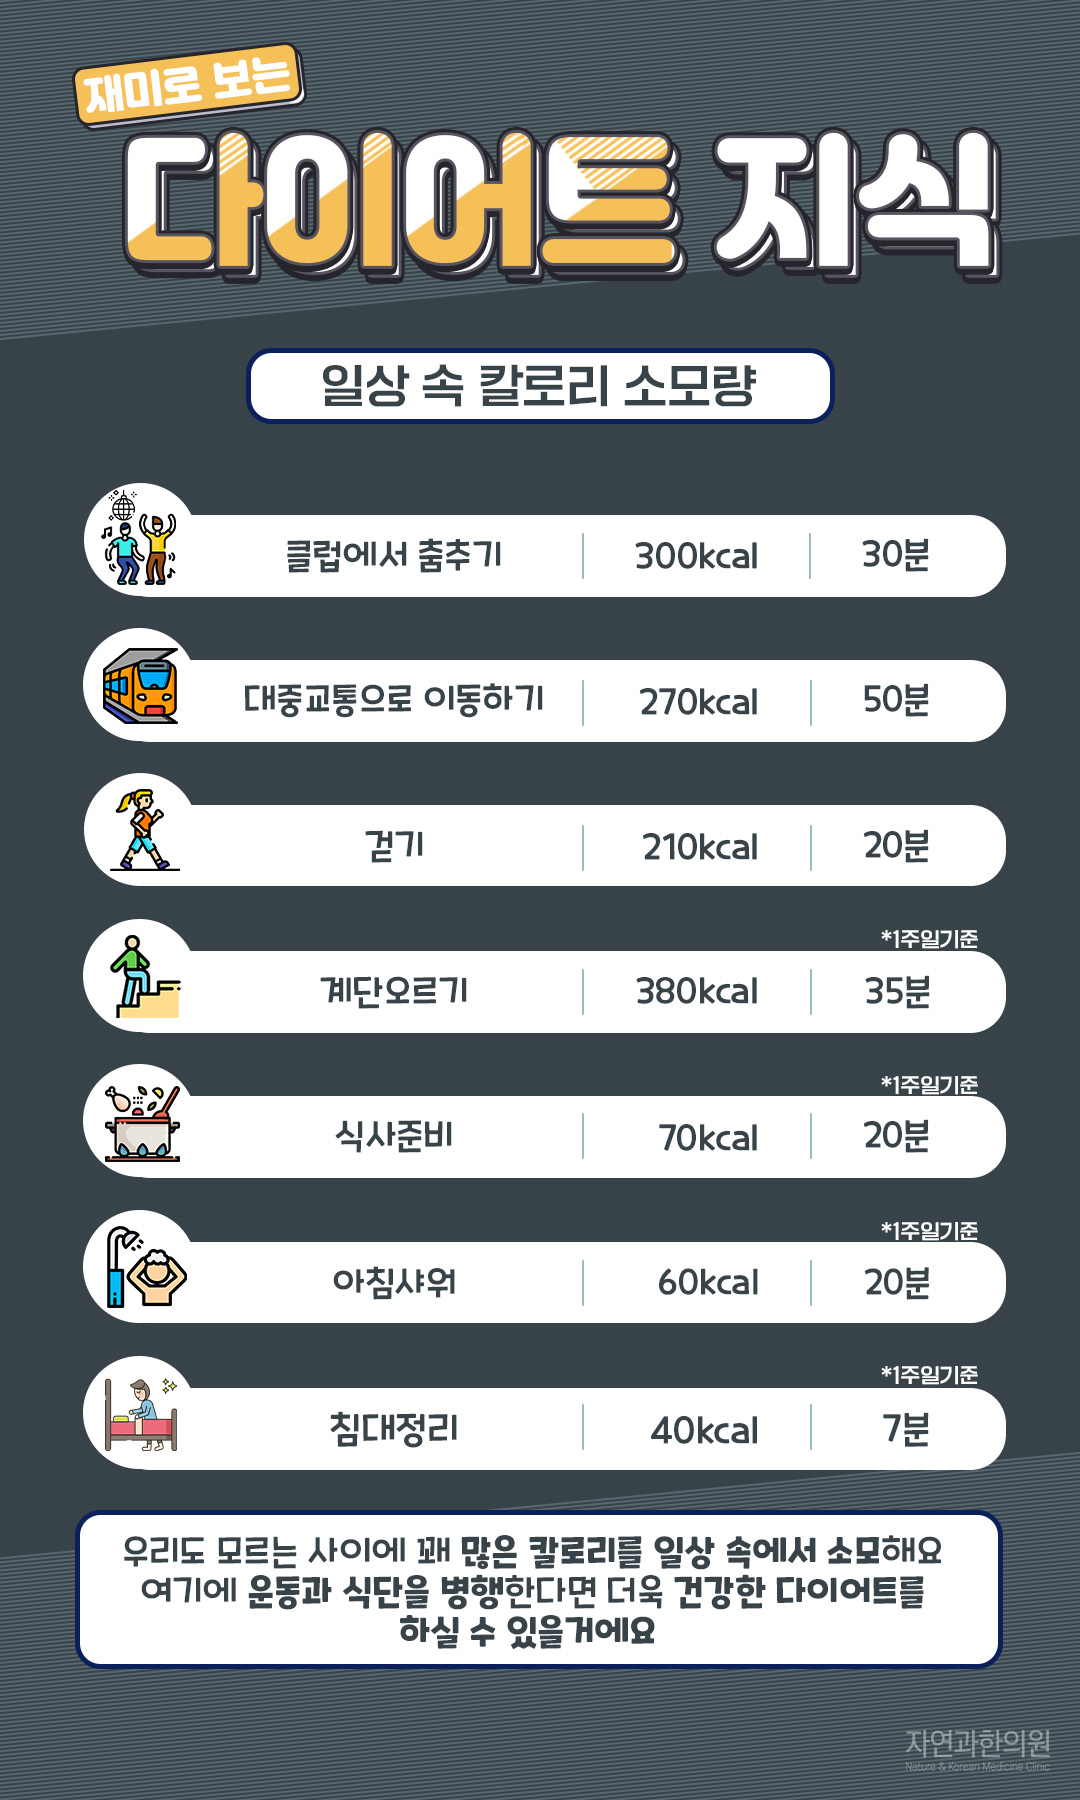 재미로 보는
다이어트 지식
일상 속 칼로리 소모량
클럽에서 춤추기 300kcal 30분
대중교통으로 이동하기 270kcal 50분
걷기 210kcal 20분
*1주일기준
계단오르기 380kcal 35분
*1주일기준
식사준비 70kcal 20분
*1주일기준
아침샤워 60kcal 20분
*1주일기준
침대정리 40kcal 7분
우리도 모르는 사이에 꽤 많은 칼로리를 일상 속에서 소모해요
여기에 운동과 식단을 병행한다면 더욱 건강한 다이어트를
하실 수 있을거에요
자연과한의원
Nature & Korean Medicine Clinic